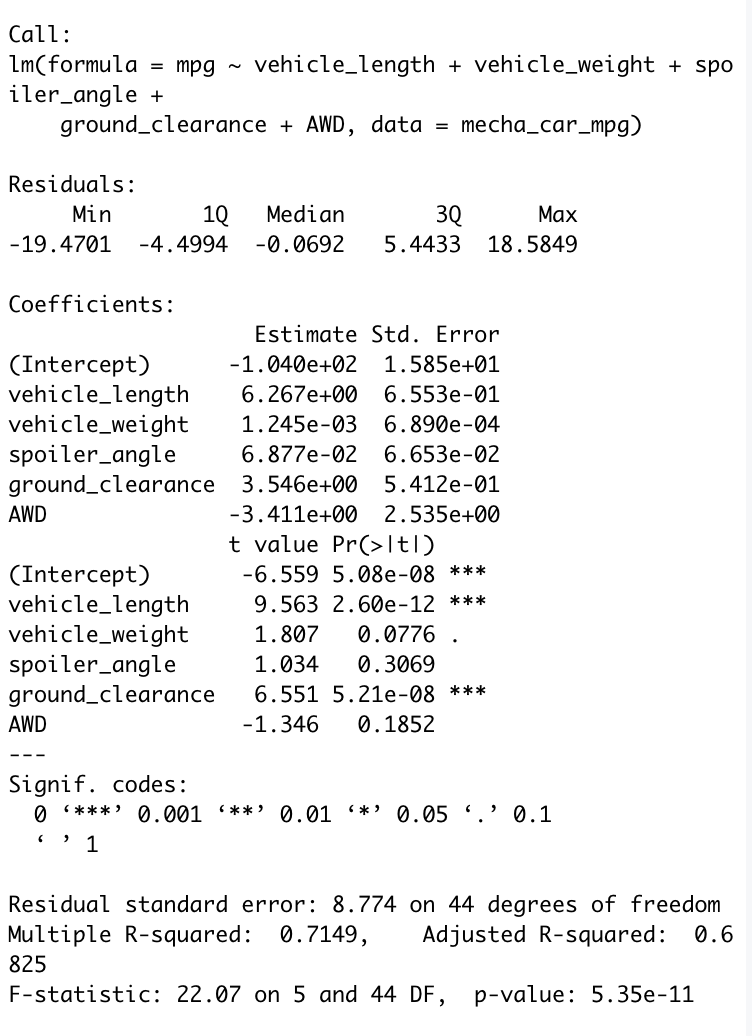 Call:
lm(formula = mpg ~ vehicle_length + vehicle_weight + spo
iler_angle +
    ground_clearance + AWD, data = mecha_car_mpg)

Residuals:
     Min       1Q   Median       3Q      Max
-19.4701  -4.4994  -0.0692   5.4433  18.5849

Coefficients:
                   Estimate Std. Error
(Intercept)      -1.040e+02  1.585e+01
vehicle_length    6.267e+00  6.553e-01
vehicle_weight    1.245e-03  6.890e-04
spoiler_angle     6.877e-02  6.653e-02
ground_clearance  3.546e+00  5.412e-01
AWD              -3.411e+00  2.535e+00
                 t value Pr(>|t|)
(Intercept)       -6.559 5.08e-08 ***
vehicle_length     9.563 2.60e-12 ***
vehicle_weight     1.807   0.0776 .
spoiler_angle      1.034   0.3069
ground_clearance   6.551 5.21e-08 ***
AWD               -1.346   0.1852
---
Signif. codes:
  0 ‘***’ 0.001 ‘**’ 0.01 ‘*’ 0.05 ‘.’ 0.1
  ‘ ’ 1

Residual standard error: 8.774 on 44 degrees of freedom
Multiple R-squared:  0.7149,    Adjusted R-squared:  0.6
825
F-statistic: 22.07 on 5 and 44 DF,  p-value: 5.35e-11